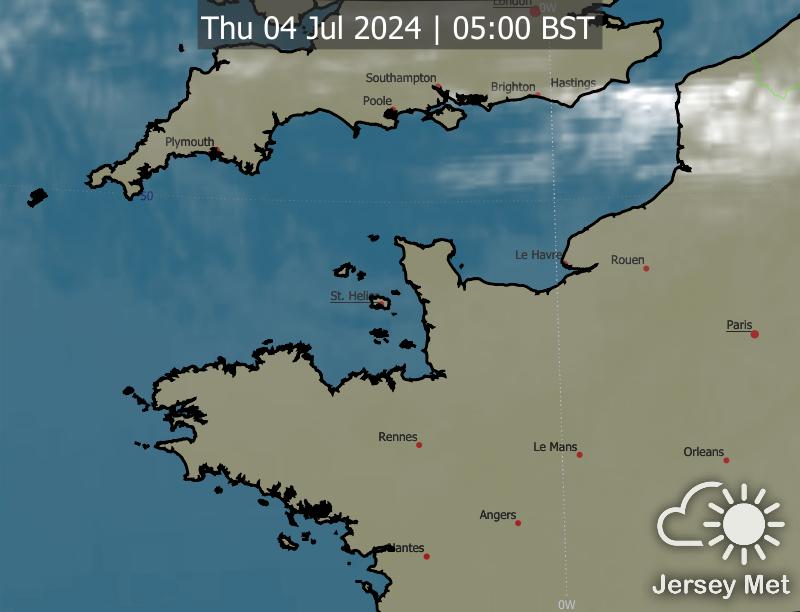 London
0W
Thu 04 Jul 2024 | 05:00 BST
Southampton
Brighton
Hastings
Poole
Plymouth
50
Le Havre
Rouen
St. Helier
Paris
Rennes
Le Mans
Orleans
Angers
Nantes
Jersey Met
0W